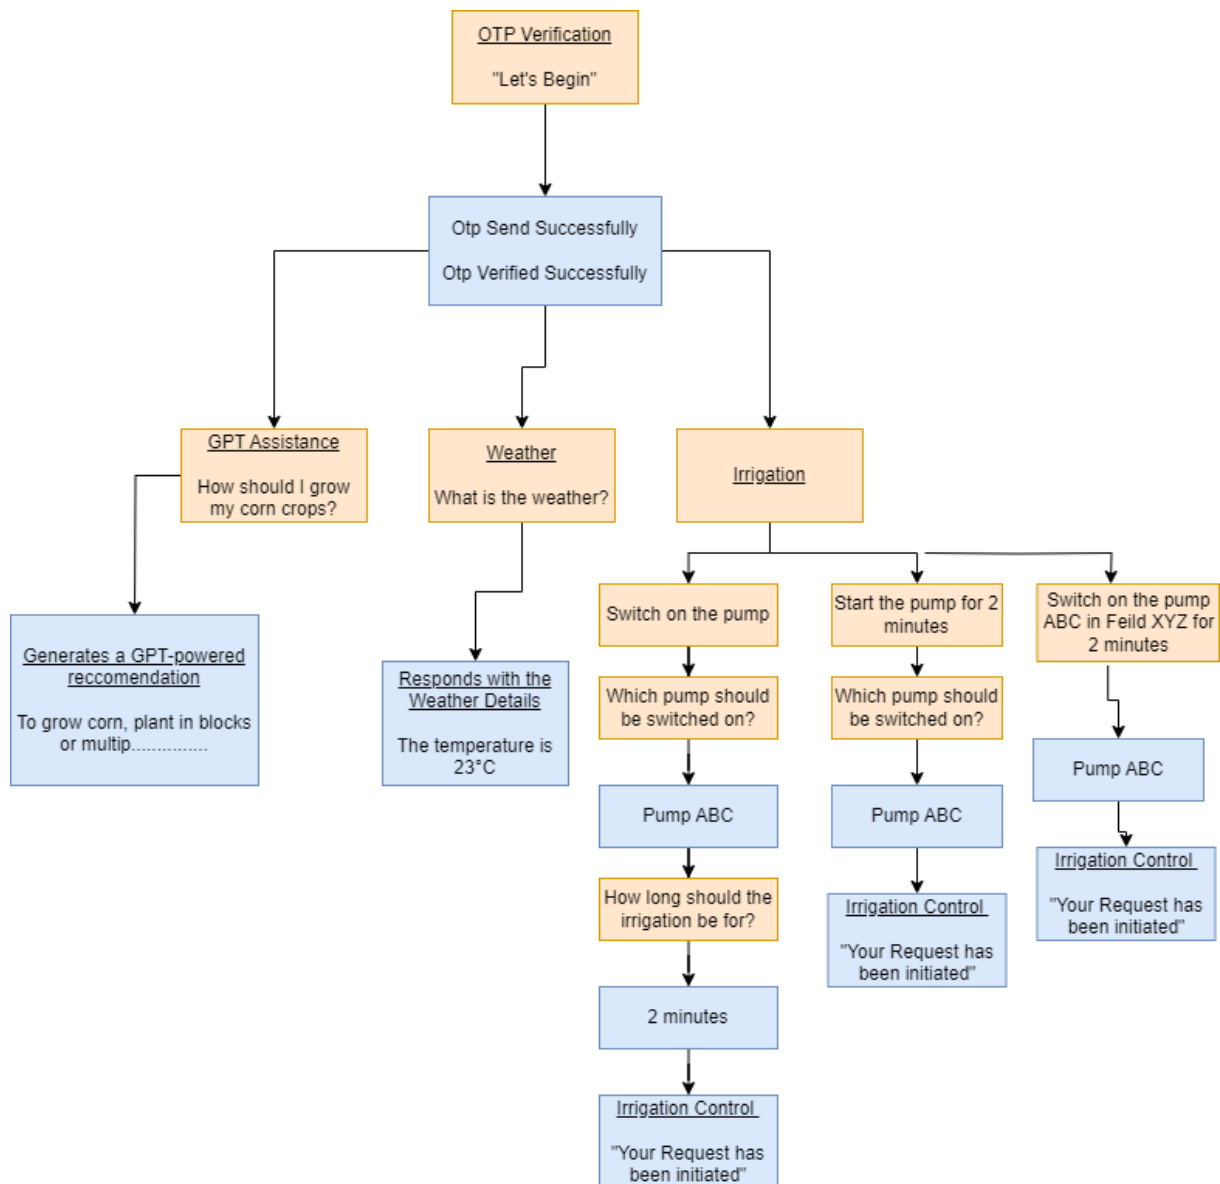 OTP Verification
"Let's Begin"
Otp Send Successfully
Otp Verified Successfully
GPT Assistance
How should I grow
my corn crops?
Weather
What is the weather?
Irrigation
Generates a GPT-powered
reccomendation
To grow corn, plant in blocks
or multip...............
Responds with the
Weather Details
The temperature is
23°C
Switch on the pump
Which pump should
be switched on?
Pump ABC
How long should the
irrigation be for?
2 minutes
Irrigation Control
"Your Request has
been initiated"
Start the pump for 2
minutes
Which pump should
be switched on?
Pump ABC
Irrigation Control
"Your Request has
been initiated"
Switch on the pump
ABC in Feild XYZ for
2 minutes
Pump ABC
Irrigation Control
"Your Request has
been initiated"